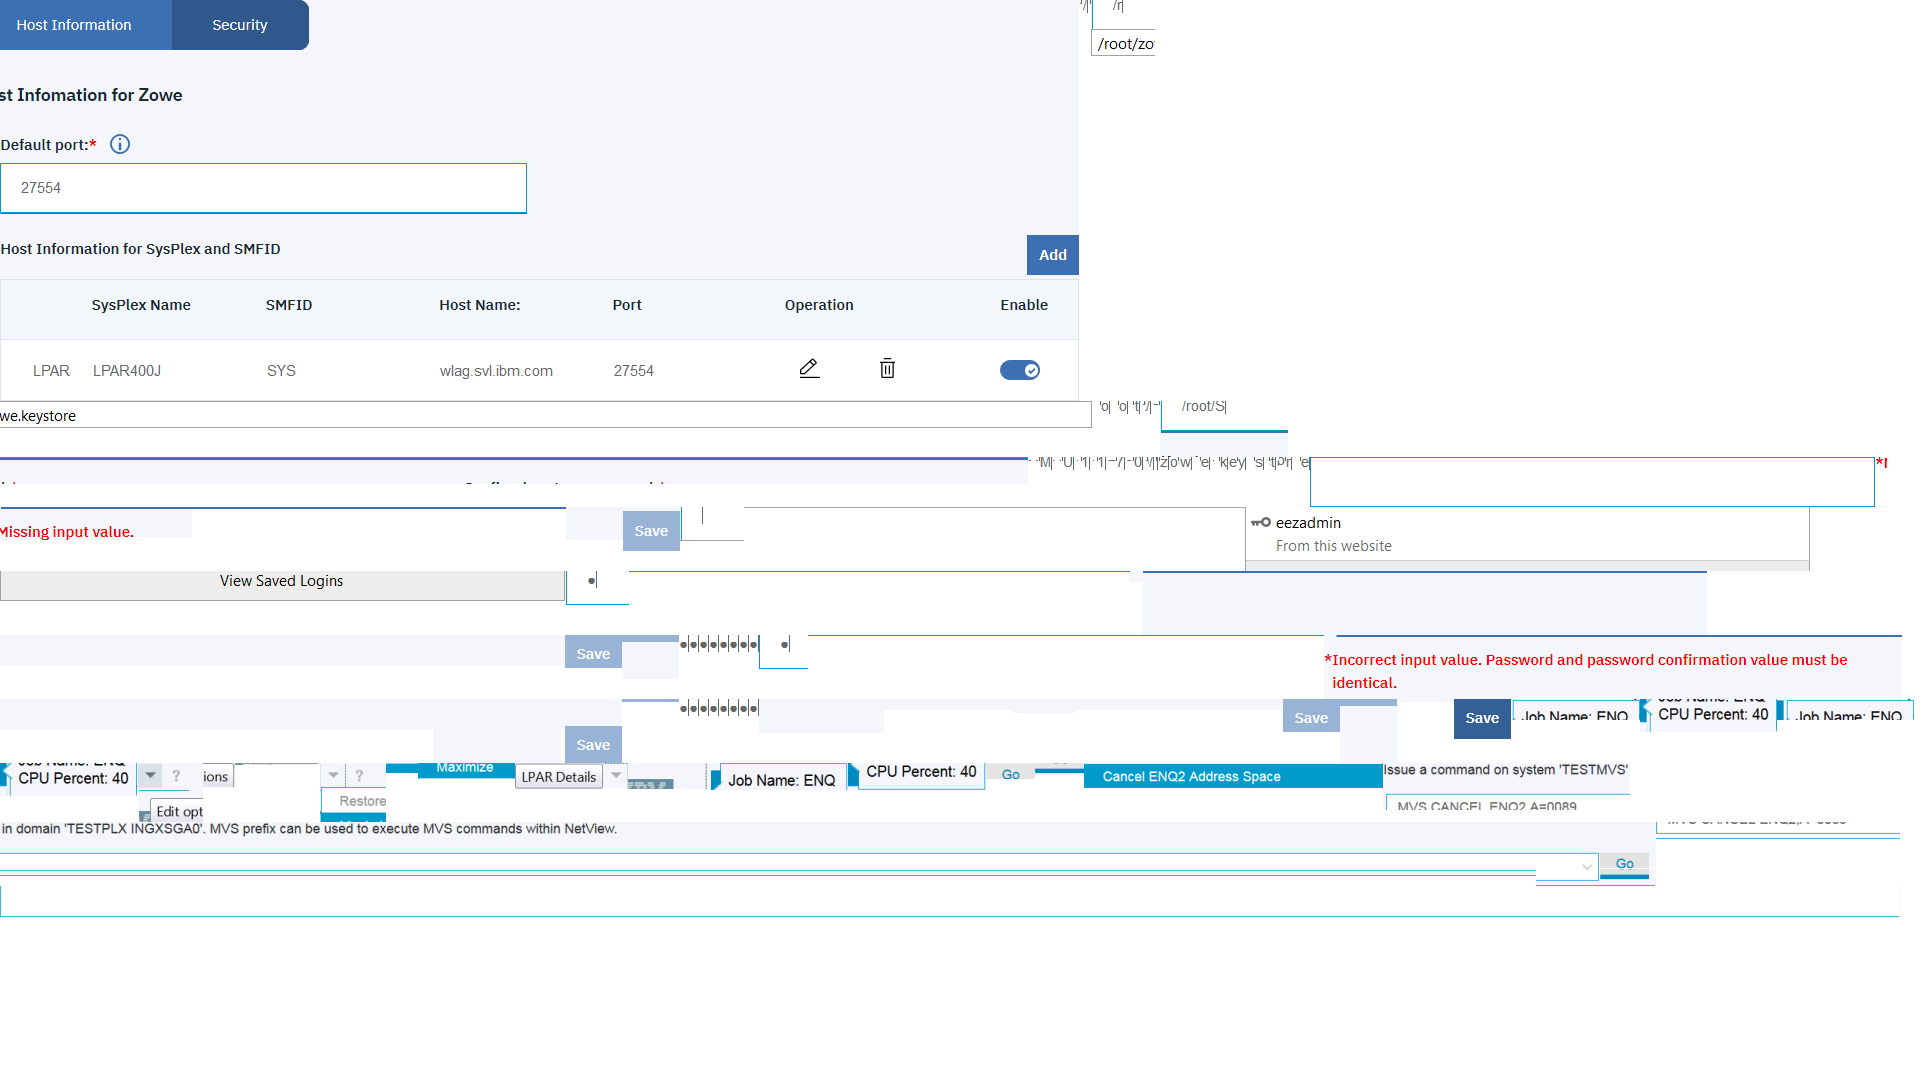 Host Information Security
/root/zo
st Infomation for Zowe
Default port:*
27554
Host Information for SysPlex and SMFID
Add
SysPlex Name SMFID Host Name: Port Operation Enable
LPAR LPAR400J SYS wlag.svl.ibm.com 27554
we.keystore
/root/S
Missing input value.
Save
eezadmin
From this website
View Saved Logins
Save
*Incorrect input value. Password and password confirmation value must be
identical.
Save Save Job Name: ENQ CPU Percent: 40 Job Name: ENQ
Save
CPU Percent: 40 ? ions ? Maximize LPAR Details Job Name: ENQ CPU Percent: 40 Go Cancel ENQ2 Address Space Issue a command on system 'TESTMVS'
Edit opt Restore MVS CANCEL ENQ2,A=0089
in domain 'TESTPLX INGXSGA0'. MVS prefix can be used to execute MVS commands within NetView.
Go